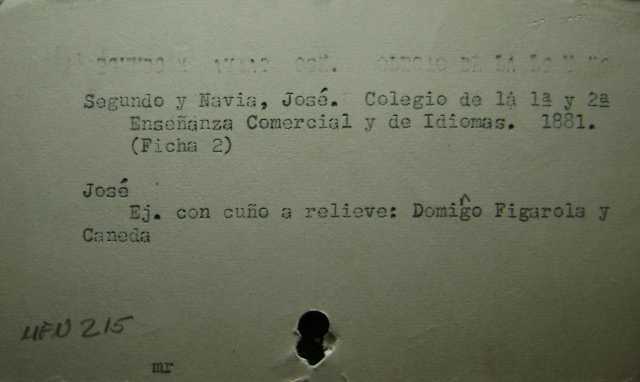 Segundo y Navia, José. Colegio de la 1ª y 2ª
Enseñanza Comercial y de Idiomas. 1881.
(Ficha 2)
José
Ej. con cuño a relieve: Domigo Figarola y
Caneda
MEN 215
mr